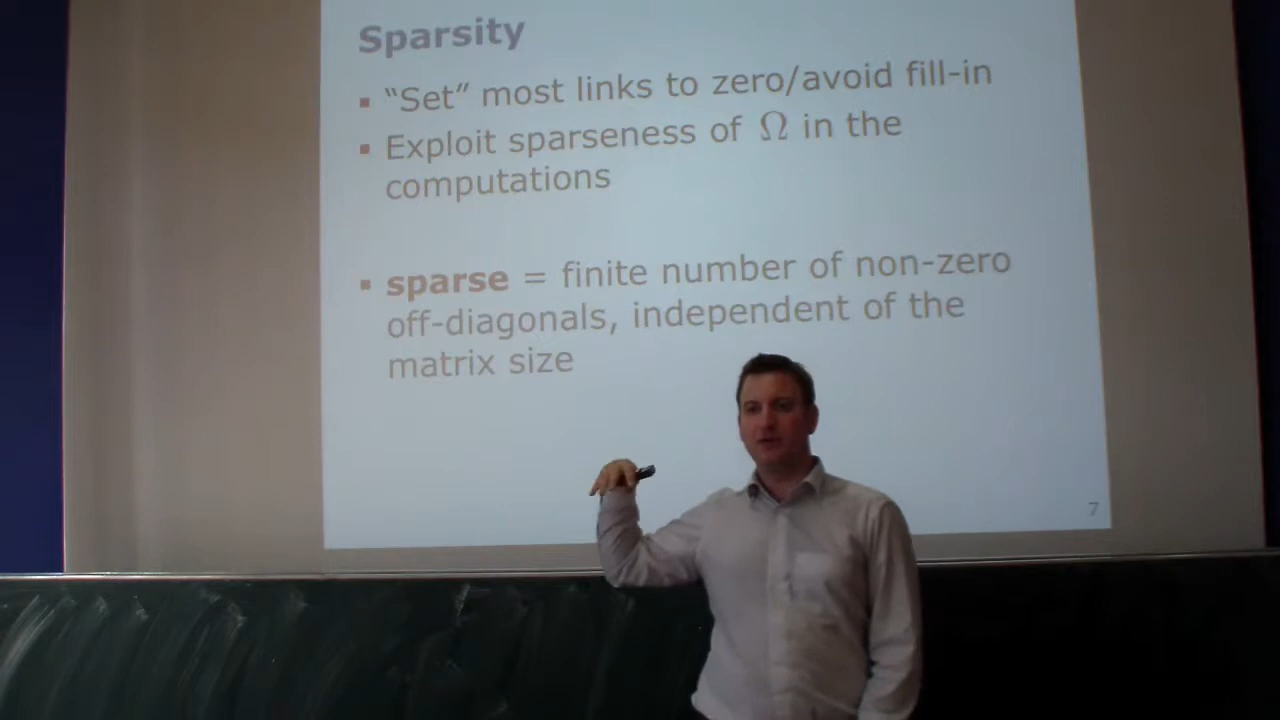 Sparsity
▪ “Set” most links to zero/avoid fill-in
▪ Exploit sparseness of Ω in the
computations
▪ sparse = finite number of non-zero
off-diagonals, independent of the
matrix size
7